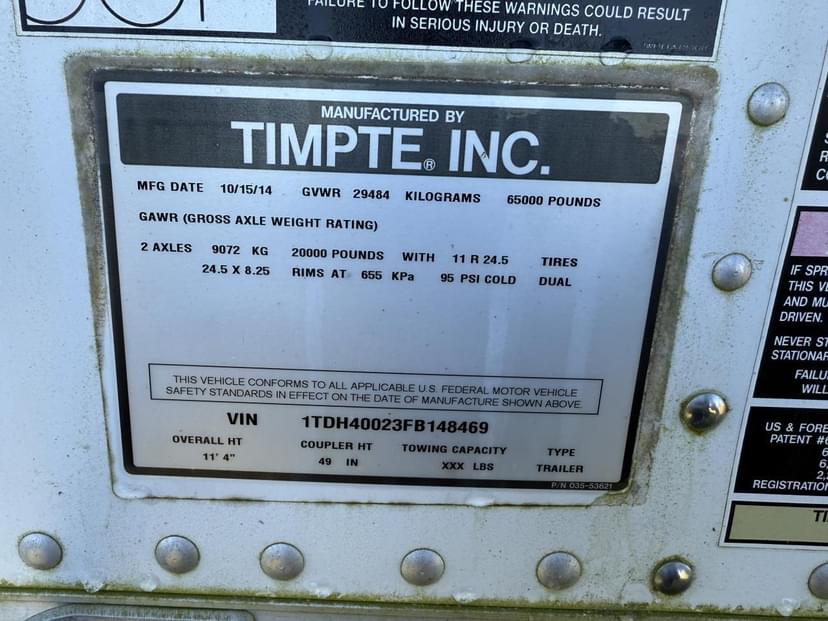 FAILURE TO FOLLOW THESE WARNINGS COULD RESULT
IN SERIOUS INJURY OR DEATH.
MANUFACTURED BY
TIMPTE® INC.
MFG DATE 10/15/14 GVWR 29484 KILOGRAMS 65000 POUNDS
GAWR (GROSS AXLE WEIGHT RATING)
2 AXLES 9072 KG 20000 POUNDS WITH 11 R 24.5 TIRES
24.5 X 8.25 RIMS AT 655 KPa 95 PSI COLD DUAL
THIS VEHICLE CONFORMS TO ALL APPLICABLE U.S. FEDERAL MOTOR VEHICLE
SAFETY STANDARDS IN EFFECT ON THE DATE OF MANUFACTURE SHOWN ABOVE.
VIN 1TDH40023FB148469
OVERALL HT COUPLER HT TOWING CAPACITY TYPE
11' 4" 49 IN XXX LBS TRAILER
P/N 035-53621
IF SPR
THIS VE
AND MU
DRIVEN.
NEVER ST
STATIONAR
FAILU
WILL
US & FORE
PATENT #6
6
6,
2,
REGISTRATION
TI